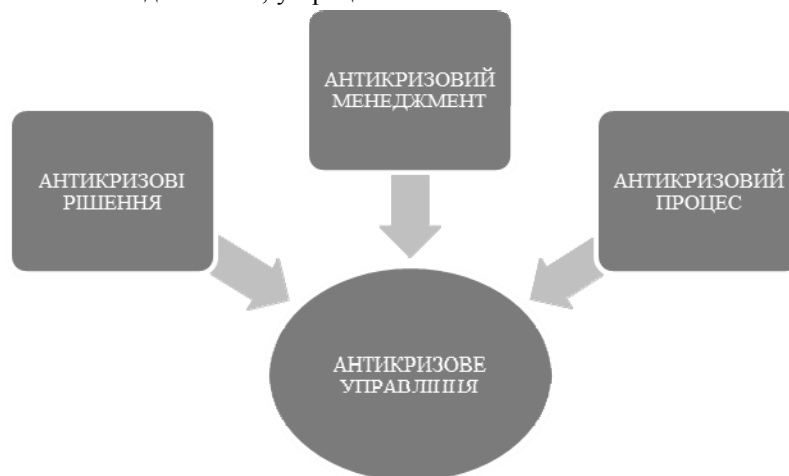 АНТИКРИЗОВИЙ
МЕНЕДЖМЕНТ
АНТИКРИЗОВІ
РІШЕННЯ
АНТИКРИЗОВИЙ
ПРОЦЕС
АНТИКРИЗОВЕ
УПРАВЛІННЯ